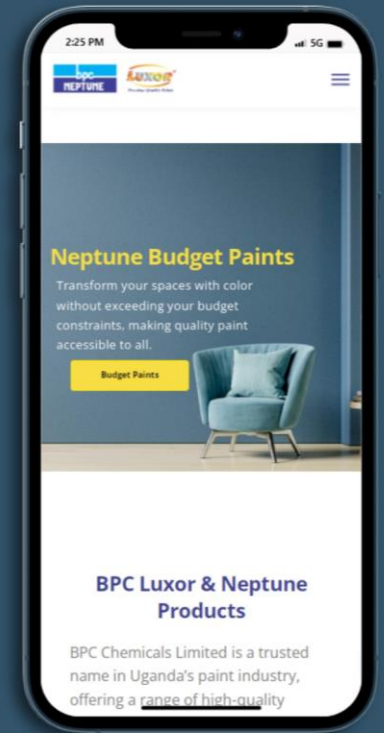 2:25 PM
5G
bpc
NEPTUNE
Luxor
Neptune Budget Paints
Transform your spaces with color
without exceeding your budget
constraints, making quality paint
accessible to all.
Budget Paints
BPC Luxor & Neptune
Products
BPC Chemicals Limited is a trusted
name in Uganda's paint industry,
offering a range of high-quality